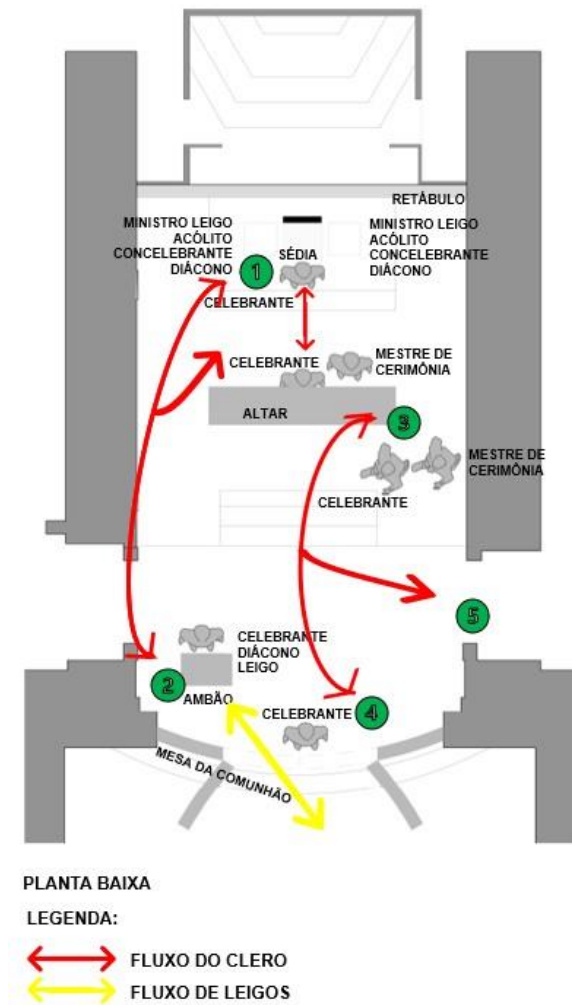 RETÁBULO
MINISTRO LEIGO
ACÓLITO
CONCELEBRANTE
DIÁCONO
1
SÉDIA
MINISTRO LEIGO
ACÓLITO
CONCELEBRANTE
DIÁCONO
CELEBRANTE
CELEBRANTE
MESTRE DE
CERIMÔNIA
ALTAR
3
MESTRE DE
CERIMÔNIA
CELEBRANTE
5
CELEBRANTE
DIÁCONO
LEIGO
2
AMBÃO
CELEBRANTE
4
MESA DA COMUNHÃO
PLANTA BAIXA
LEGENDA:
FLUXO DO CLERO
FLUXO DE LEIGOS